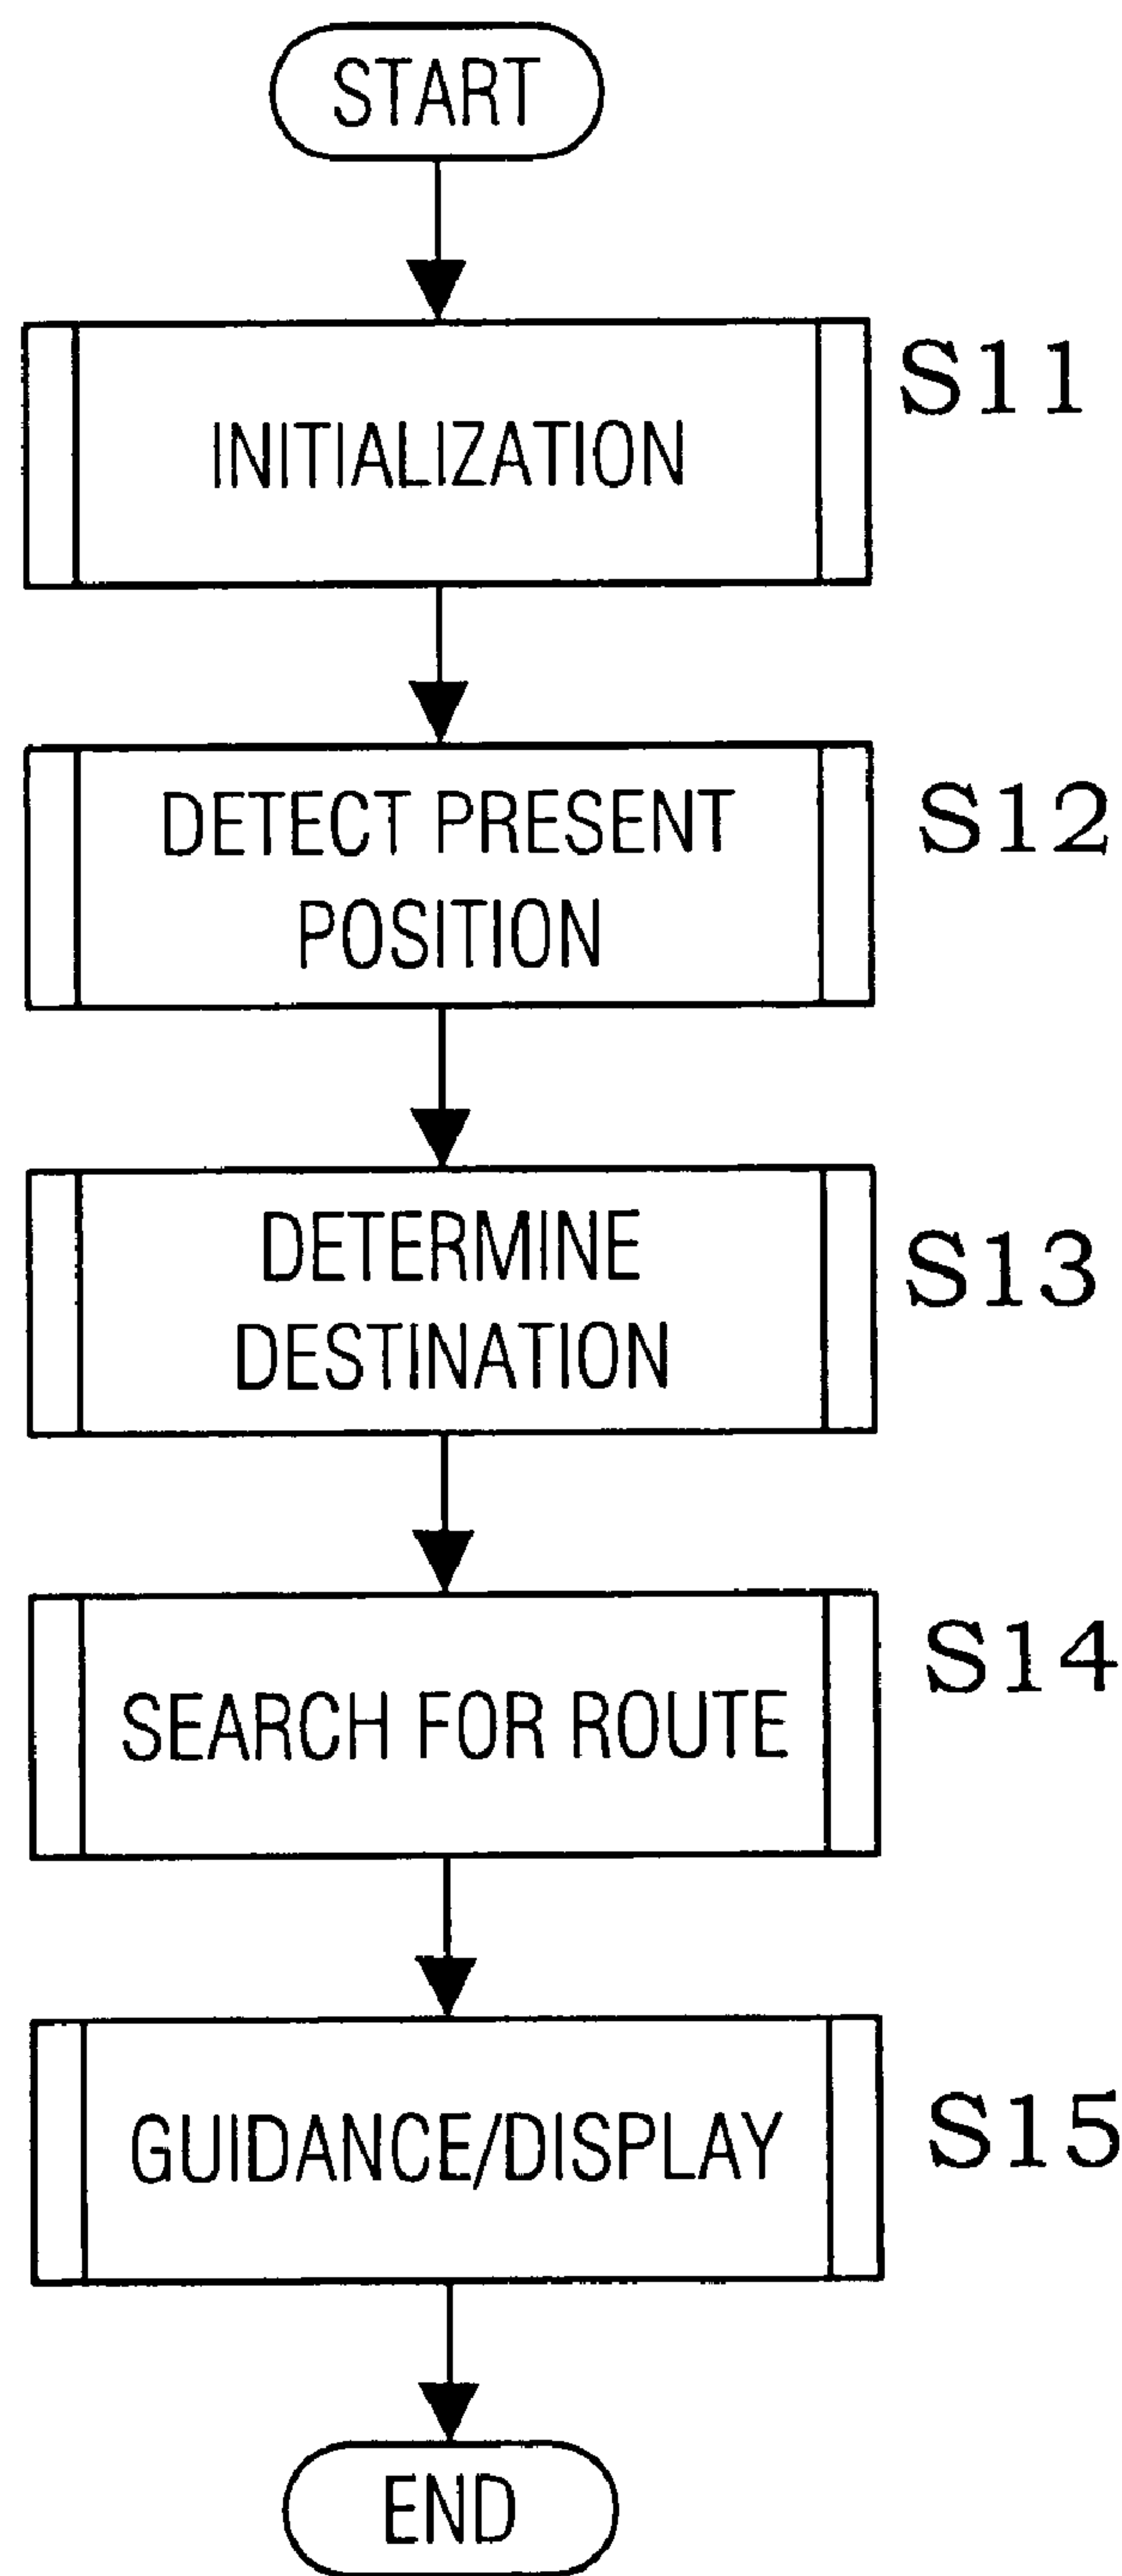 START
INITIALIZATION
S11
DETECT PRESENT
POSITION
S12
DETERMINE
DESTINATION
S13
SEARCH FOR ROUTE
S14
GUIDANCE/DISPLAY
S15
END